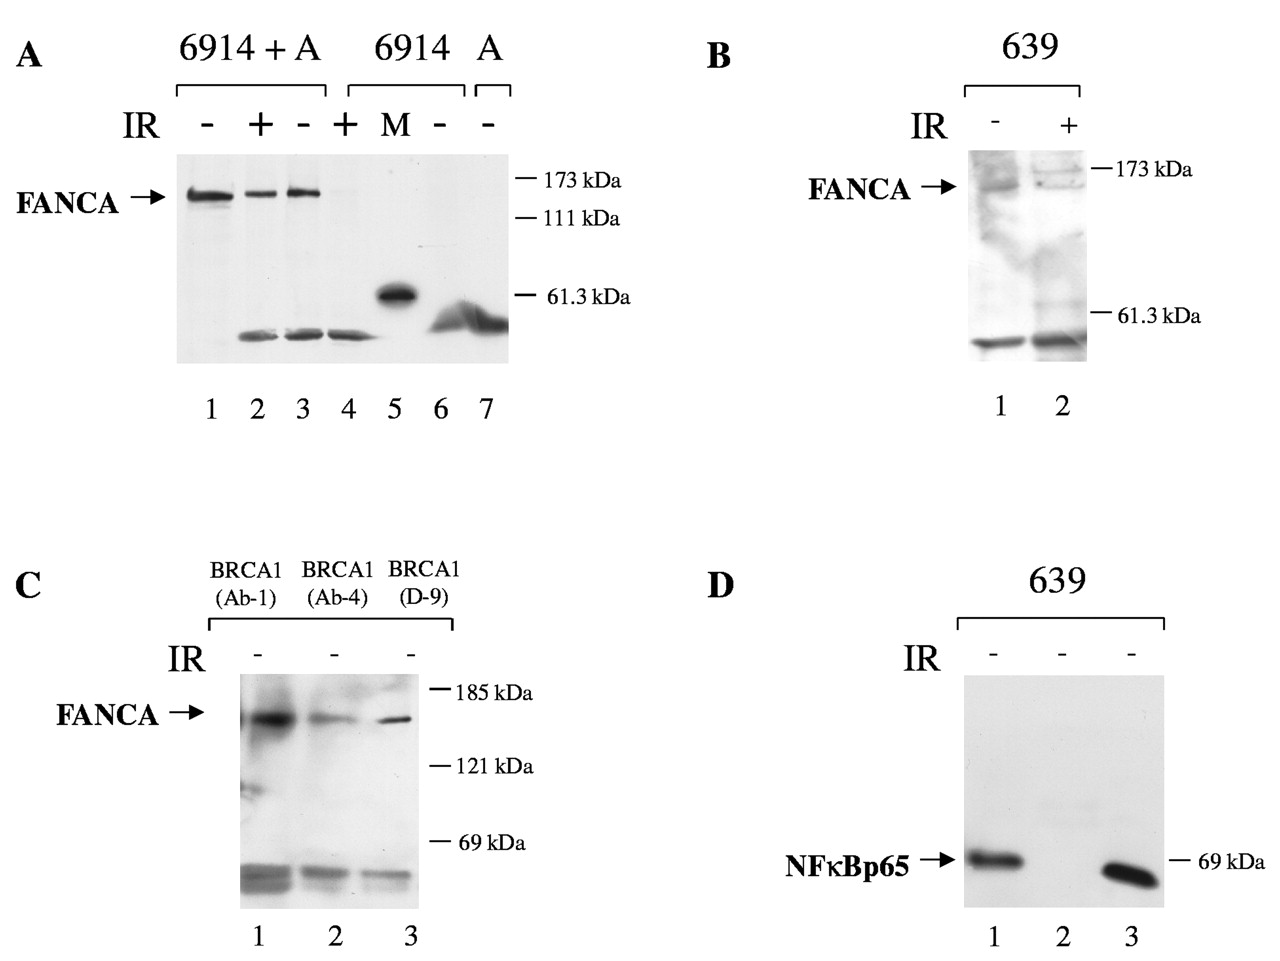 A
6914 + A
6914
A
IR
-
+
-
+
M
-
-
FANCA
173 kDa
111 kDa
61.3 kDa
1
2
3
4
5
6
7
B
639
IR
-
+
FANCA
173 kDa
61.3 kDa
1
2
C
BRCA1
(Ab-1)
BRCA1
(Ab-4)
BRCA1
(D-9)
IR
-
-
-
FANCA
185 kDa
121 kDa
69 kDa
1
2
3
D
639
IR
-
-
-
NFκBp65
69 kDa
1
2
3